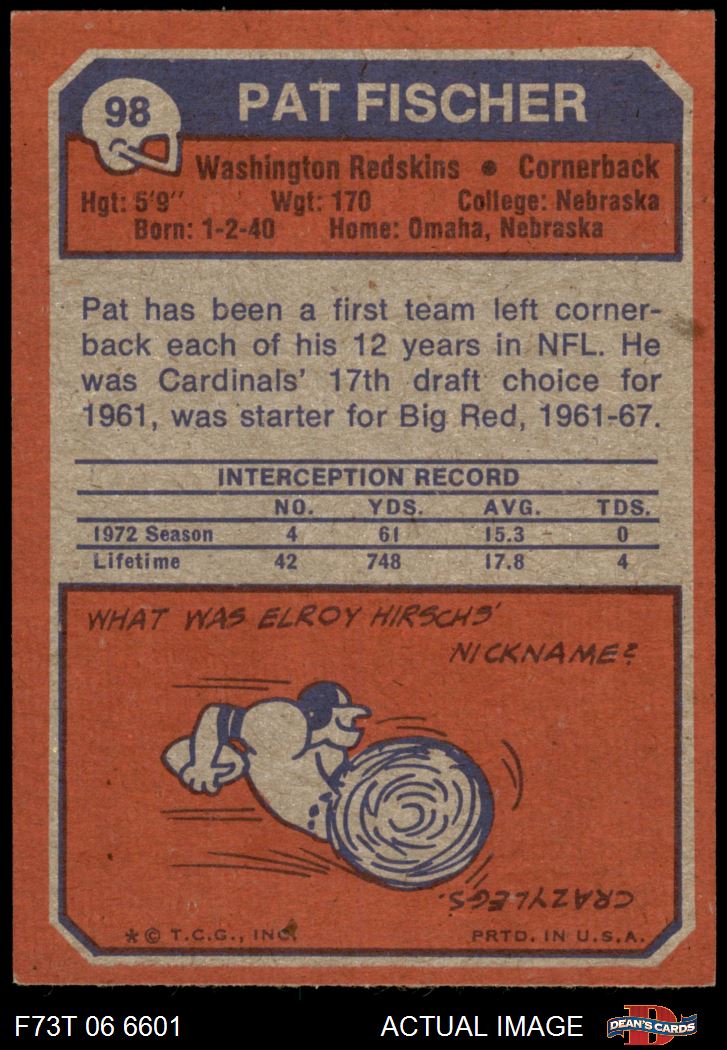 98
PAT FISCHER
Washington Redskins • Cornerback
Hgt: 5'9" Wgt: 170 College: Nebraska
Born: 1-2-40 Home: Omaha, Nebraska
Pat has been a first team left corner-
back each of his 12 years in NFL. He
was Cardinals' 17th draft choice for
1961, was starter for Big Red, 1961-67.
INTERCEPTION RECORD
NO. YDS. AVG. TDS.
1972 Season 4 61 15.3 0
Lifetime 42 748 17.8 4
WHAT WAS ELROY HIRSCHS'
NICKNAME?
CRAZYLEGS.
* © T.C.G., INC. PRTD. IN U.S.A.
F73T 06 6601 ACTUAL IMAGE D DEAN'S CARDS